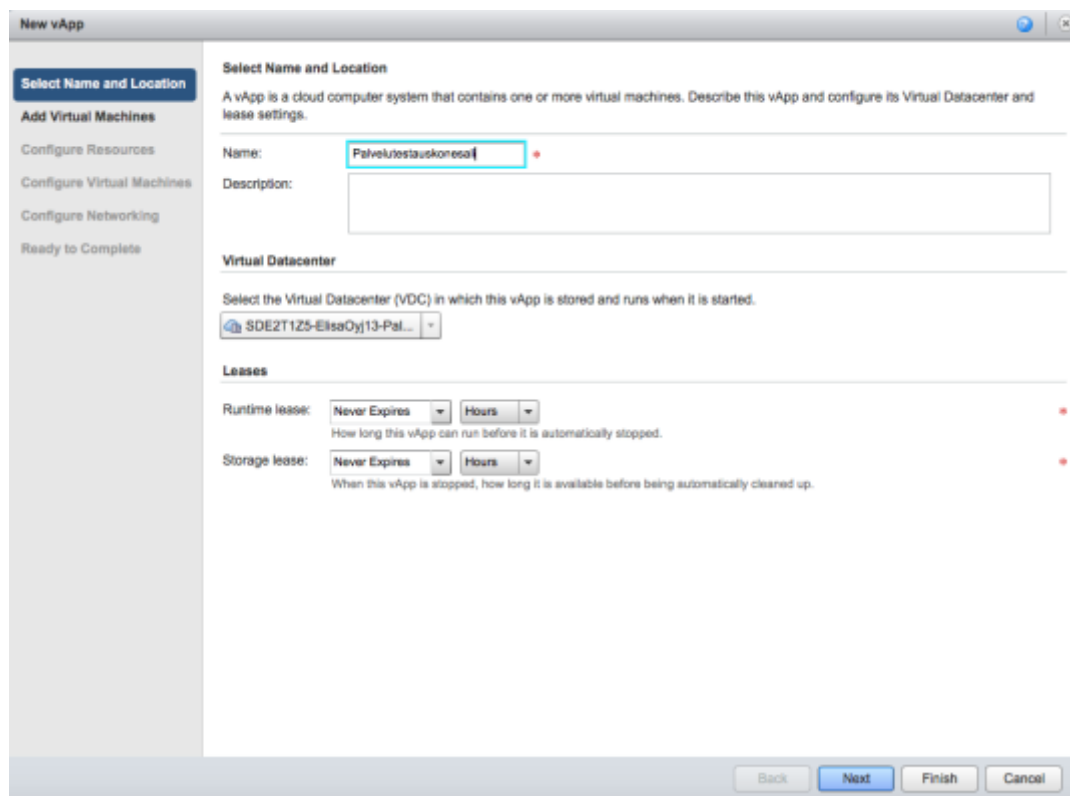 New vApp
Select Name and Location
Add Virtual Machines
Configure Resources
Configure Virtual Machines
Configure Networking
Ready to Complete
Select Name and Location
A vApp is a cloud computer system that contains one or more virtual machines. Describe this vApp and configure its Virtual Datacenter and
lease settings.
Name: Palvelutestauskonesali *
Description:
Virtual Datacenter
Select the Virtual Datacenter (VDC) in which this vApp is stored and runs when it is started.
SDE2T1Z5-ElisaOyj13-Pal...
Leases
Runtime lease: Never Expires Hours *
How long this vApp can run before it is automatically stopped.
Storage lease: Never Expires Hours *
When this vApp is stopped, how long it is available before being automatically cleaned up.
Back Next Finish Cancel